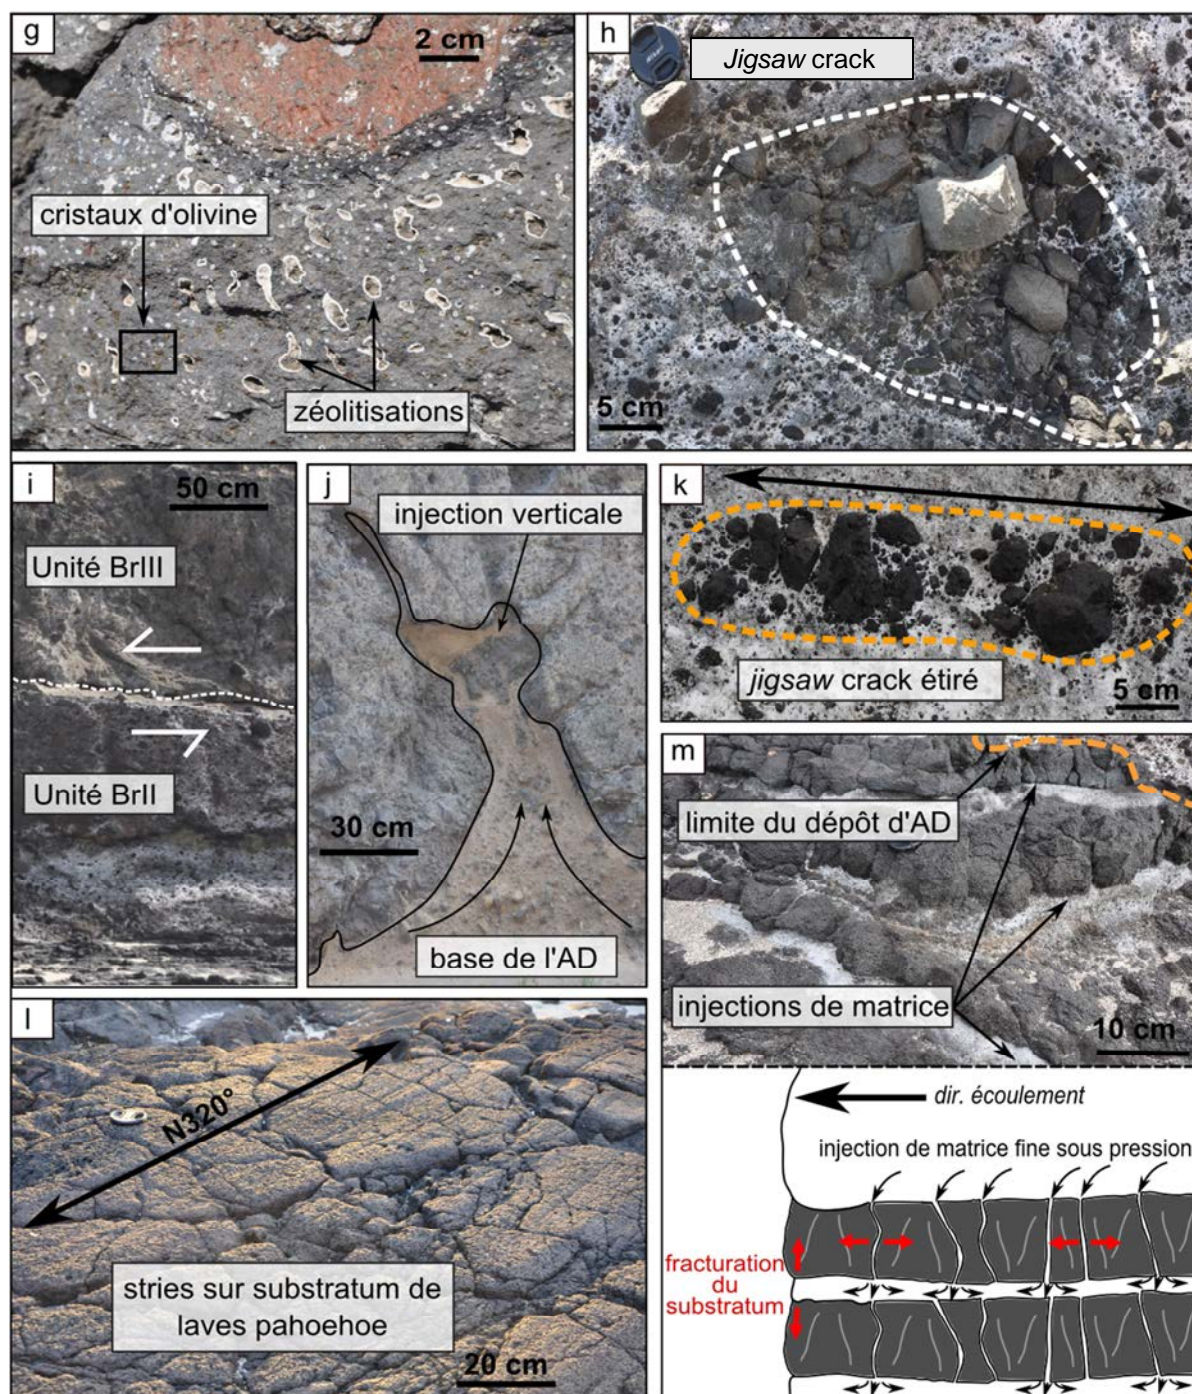 g
2 cm
cristaux d'olivine
zéolitisations
h
Jigsaw crack
5 cm
i
50 cm
Unité BrIII
Unité BrII
j
injection verticale
30 cm
base de l'AD
k
jigsaw crack étiré
5 cm
l
N320°
stries sur substratum de
laves pahoehoe
20 cm
m
limite du dépôt d'AD
injections de matrice
10 cm
dir. écoulement
injection de matrice fine sous pression
fracturation
du
substratum